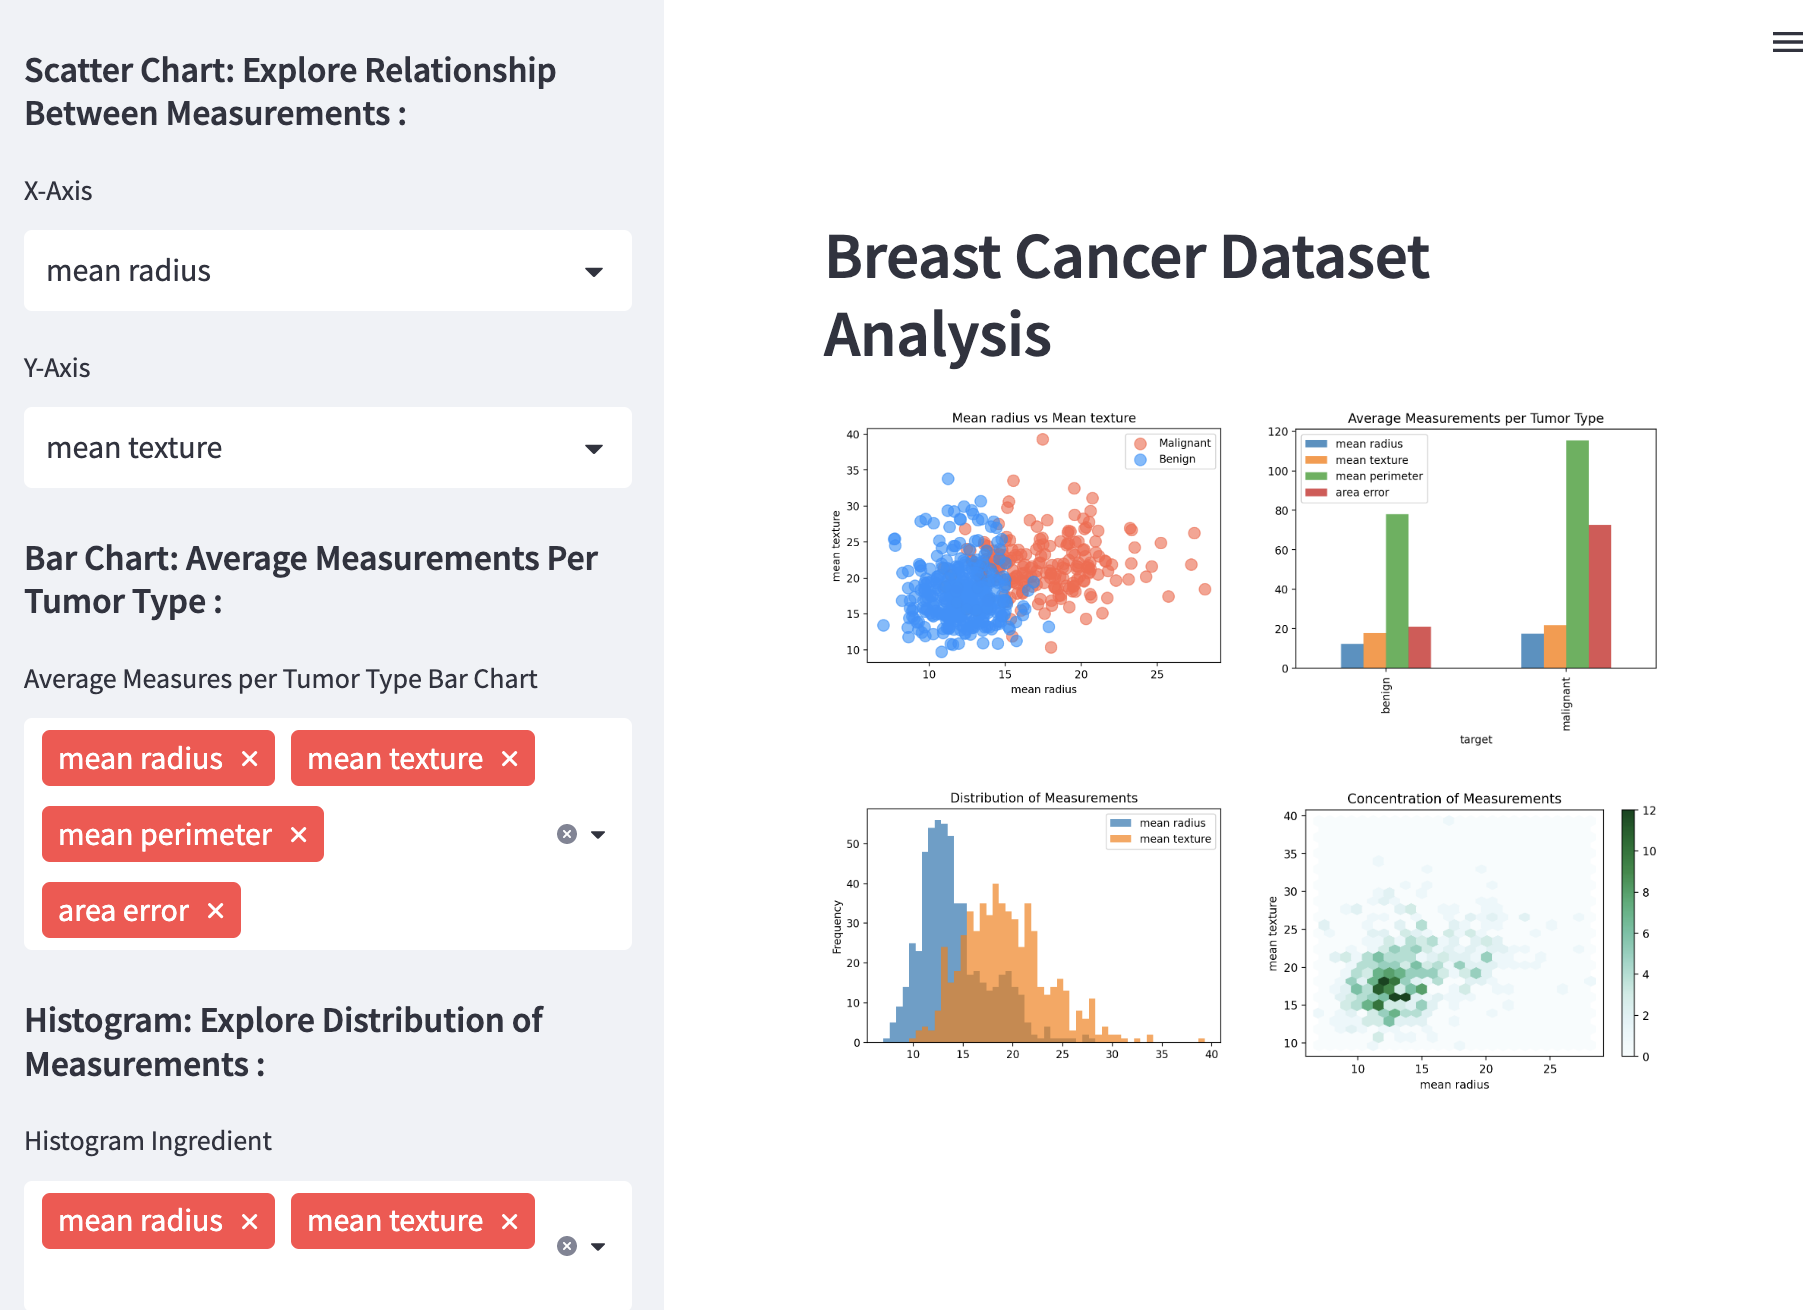 Scatter Chart: Explore Relationship
Between Measurements :
X-Axis
mean radius
Y-Axis
mean texture
Bar Chart: Average Measurements Per
Tumor Type :
Average Measures per Tumor Type Bar Chart
mean radius
mean texture
mean perimeter
area error
Histogram: Explore Distribution of
Measurements :
Histogram Ingredient
mean radius
mean texture
Breast Cancer Dataset
Analysis
Mean radius vs Mean texture
Malignant
Benign
40
35
30
25
20
15
10
mean texture
10 15 20 25
mean radius
Average Measurements per Tumor Type
mean radius
mean texture
mean perimeter
area error
120
100
80
60
40
20
0
benign
malignant
target
Distribution of Measurements
mean radius
mean texture
50
40
30
20
10
0
Frequency
10 15 20 25 30 35 40
Concentration of Measurements
40
35
30
25
20
15
10
mean texture
10 15 20 25
mean radius
12
10
8
6
4
2
0